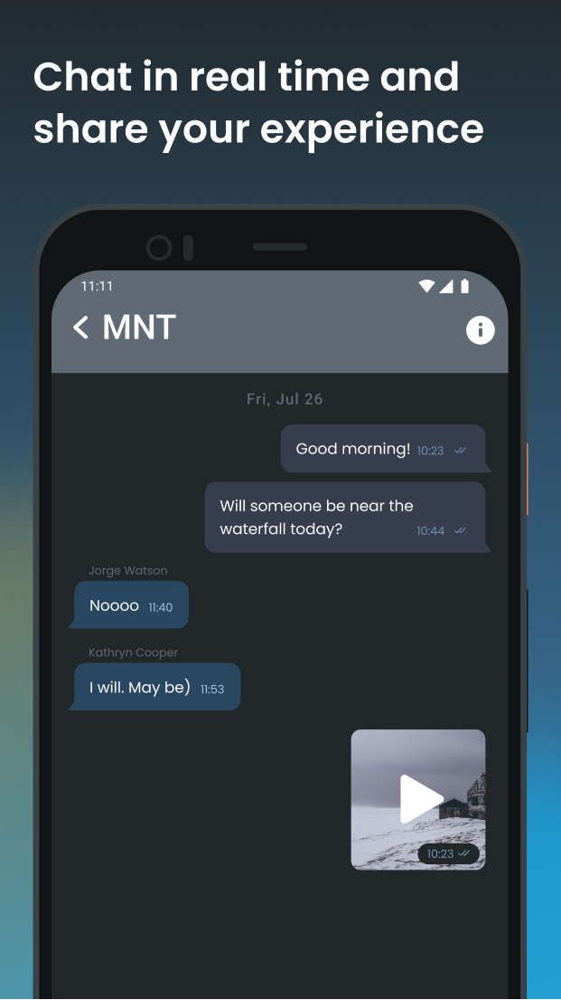 Chat in real time and
share your experience
11:11
MNT
Fri, Jul 26
Good morning! 10:23
Will someone be near the
waterfall today? 10:44
Jorge Watson
Noooo 11:40
Kathryn Cooper
I will. May be) 11:53
10:23